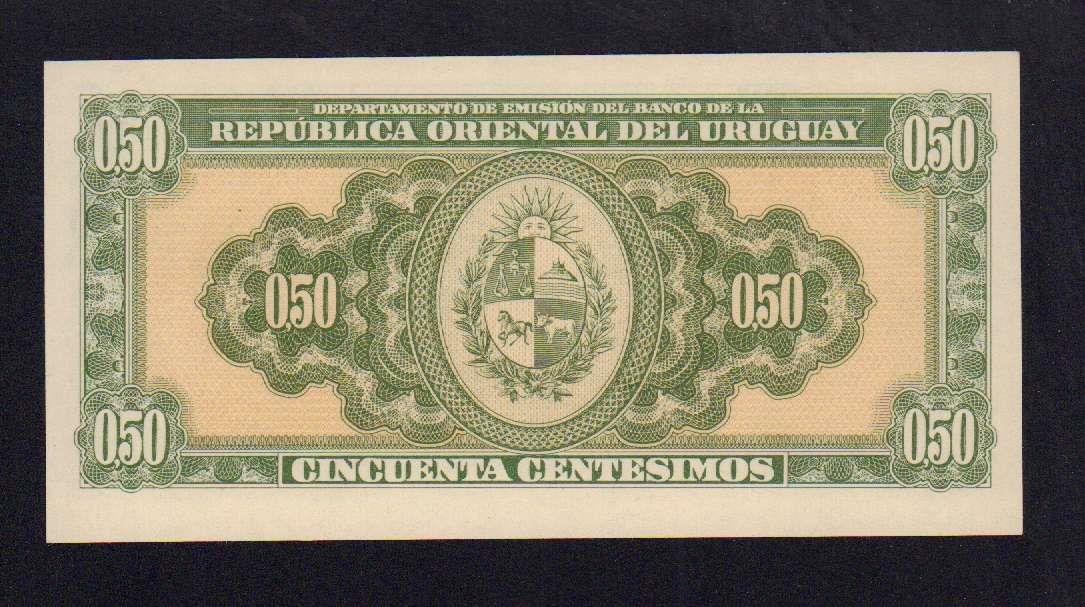 DEPARTAMENTO DE EMISIÓN DEL BANCO DE LA
REPÚBLICA ORIENTAL DEL URUGUAY
0,50 0,50
0,50 0,50
0,50 0,50
CINCUENTA CENTESIMOS